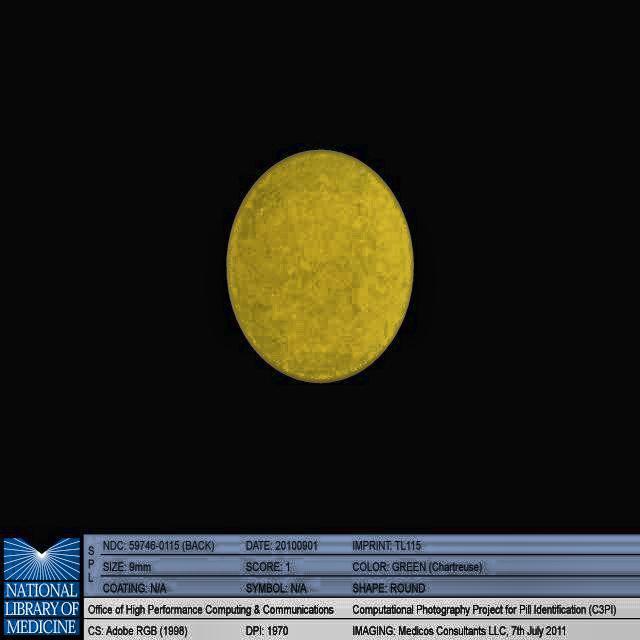 NDC: 59746-0115 (BACK) DATE: 20100901 IMPRINT: TL115
SPL
SIZE: 9mm SCORE: 1 COLOR: GREEN (Chartreuse)
COATING: N/A SYMBOL: N/A SHAPE: ROUND
NATIONAL
LIBRARY OF
MEDICINE
Office of High Performance Computing & Communications Computational Photography Project for Pill Identification (C3PI)
CS: Adobe RGB (1998) DPI: 1970 IMAGING: Medicos Consultants LLC, 7th July 2011